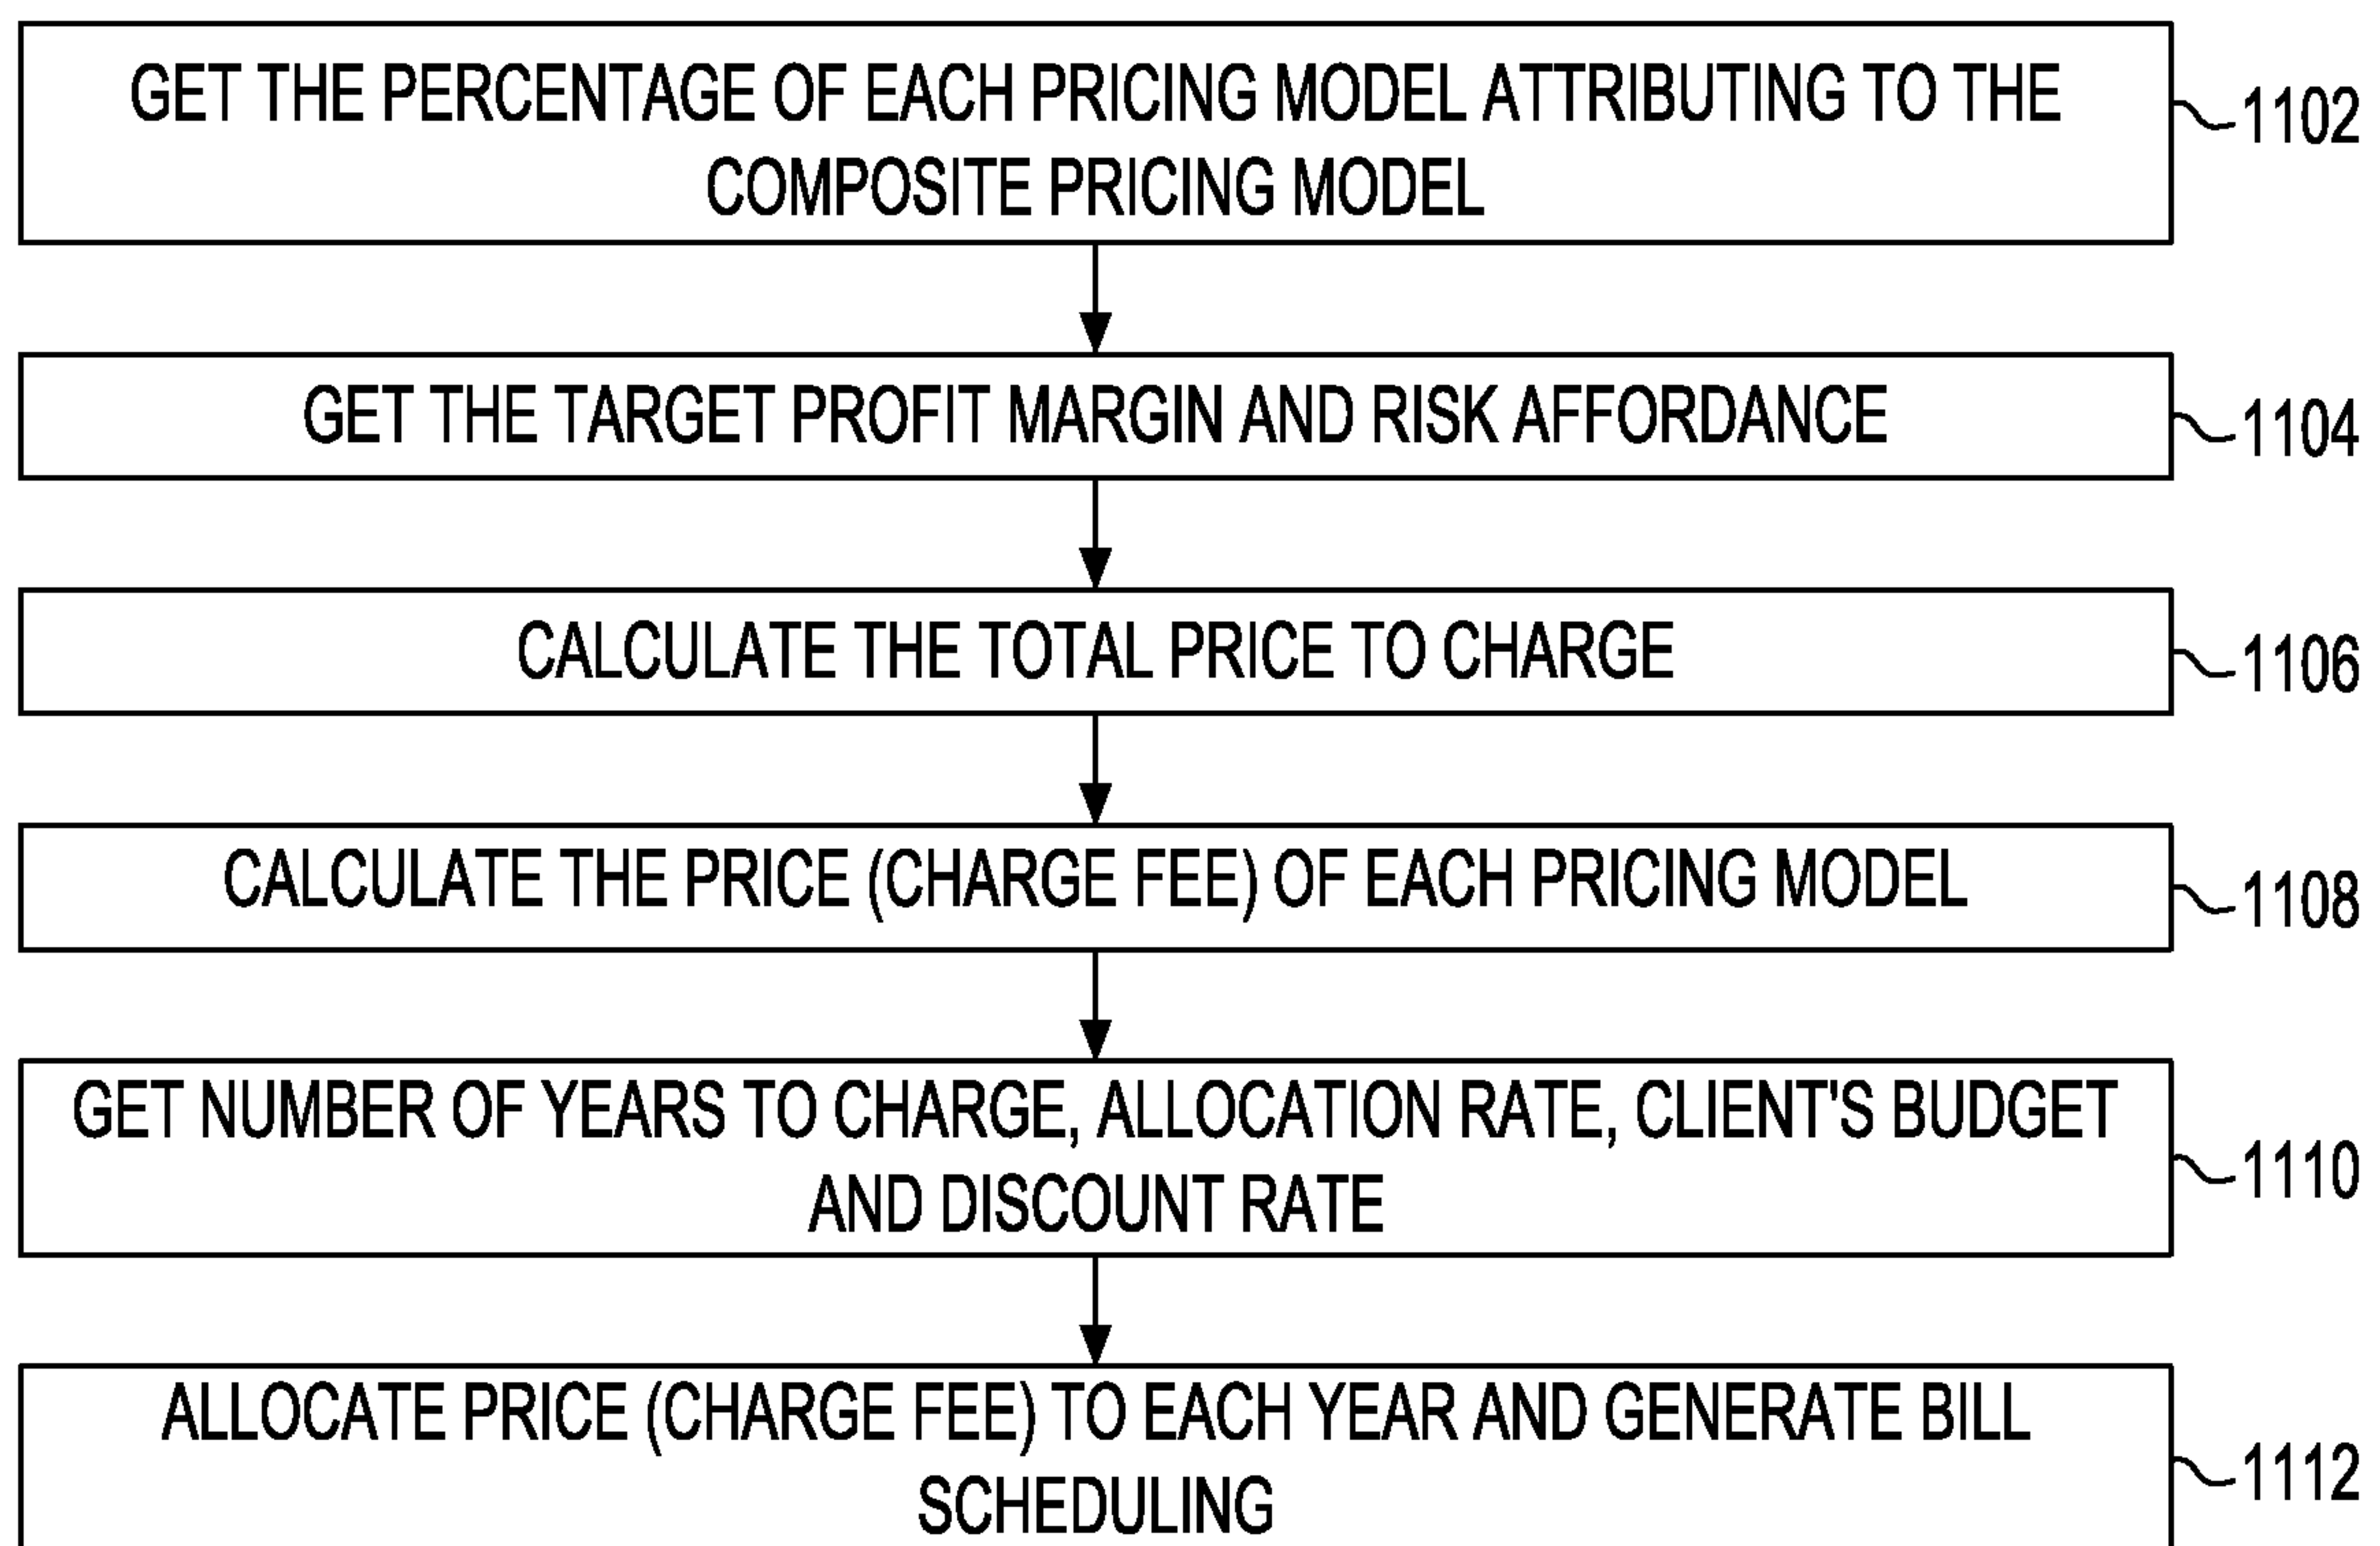 GET THE PERCENTAGE OF EACH PRICING MODEL ATTRIBUTING TO THE
COMPOSITE PRICING MODEL
1102
GET THE TARGET PROFIT MARGIN AND RISK AFFORDANCE
1104
CALCULATE THE TOTAL PRICE TO CHARGE
1106
CALCULATE THE PRICE (CHARGE FEE) OF EACH PRICING MODEL
1108
GET NUMBER OF YEARS TO CHARGE, ALLOCATION RATE, CLIENT'S BUDGET
AND DISCOUNT RATE
1110
ALLOCATE PRICE (CHARGE FEE) TO EACH YEAR AND GENERATE BILL
SCHEDULING
1112